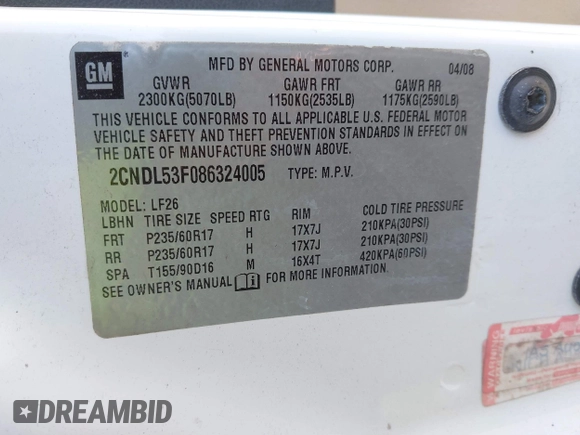 GM
MFD BY GENERAL MOTORS CORP. 04/08
GVWR GAWR FRT GAWR RR
2300KG(5070LB) 1150KG(2535LB) 1175KG(2590LB)
THIS VEHICLE CONFORMS TO ALL APPLICABLE U.S. FEDERAL MOTOR
VEHICLE SAFETY AND THEFT PREVENTION STANDARDS IN EFFECT ON
THE DATE OF MANUFACTURE SHOWN ABOVE.
2CNDL53F086324005 TYPE: M.P.V.
MODEL: LF26
LBHN TIRE SIZE SPEED RTG RIM COLD TIRE PRESSURE
FRT P235/60R17 H 17X7J 210KPA(30PSI)
RR P235/60R17 H 17X7J 210KPA(30PSI)
SPA T155/90D16 M 16X4T 420KPA(60PSI)
SEE OWNER'S MANUAL FOR MORE INFORMATION.
WARNING
DREAMBID